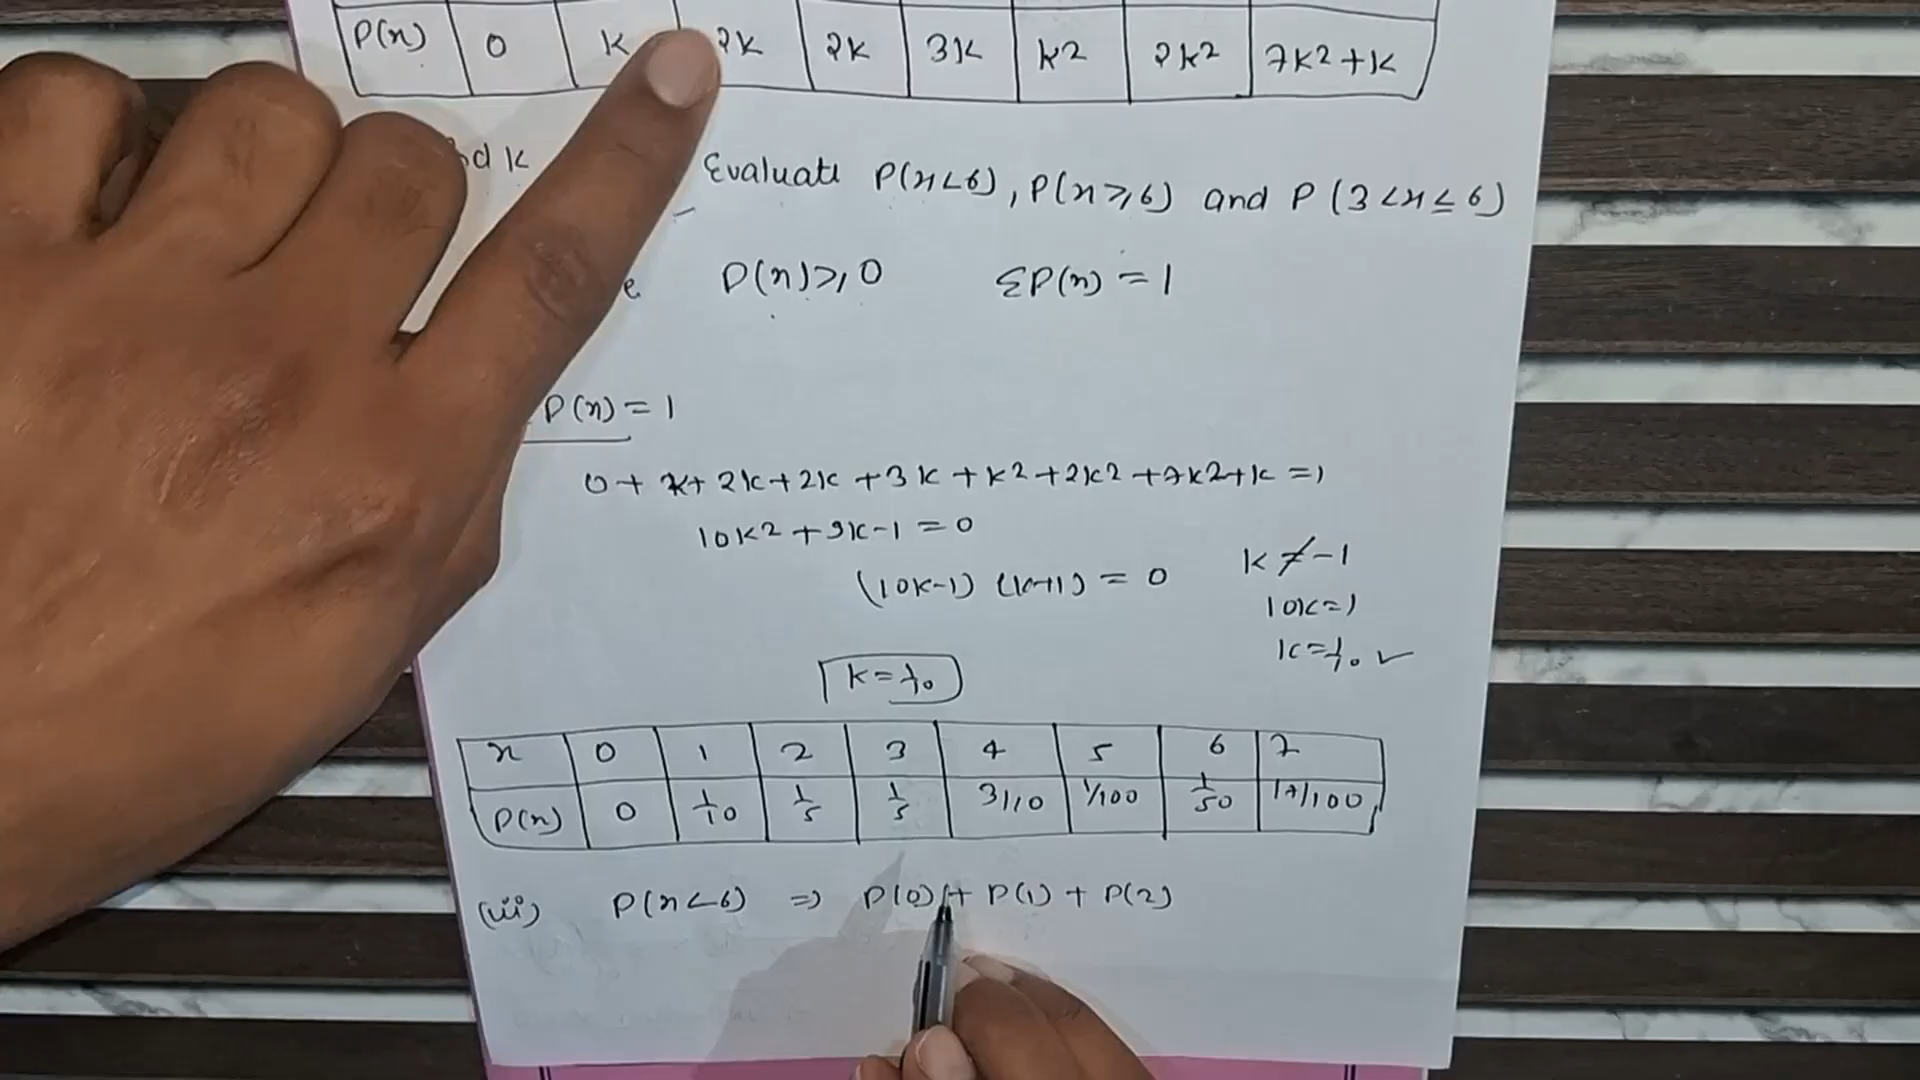 P(x) 0 k 2k 2k 3k k2 2k2 7k2+k
k Evaluate P(x<6), P(x≥6) and P(3<x≤6)
P(x)≥0 ΣP(x) = 1
P(x) = 1
0 + k + 2k + 2k + 3k + k2 + 2k2 + 7k2 + k = 1
10k2 + 9k - 1 = 0
(10k-1) (k+1) = 0
k ≠ -1
10k=1
k=1/10 ✓
k = 1/10
x 0 1 2 3 4 5 6 7
P(x) 0 1/10 1/5 1/5 3/10 1/100 1/50 17/100
(iii) P(x<6) => P(0) + P(1) + P(2)